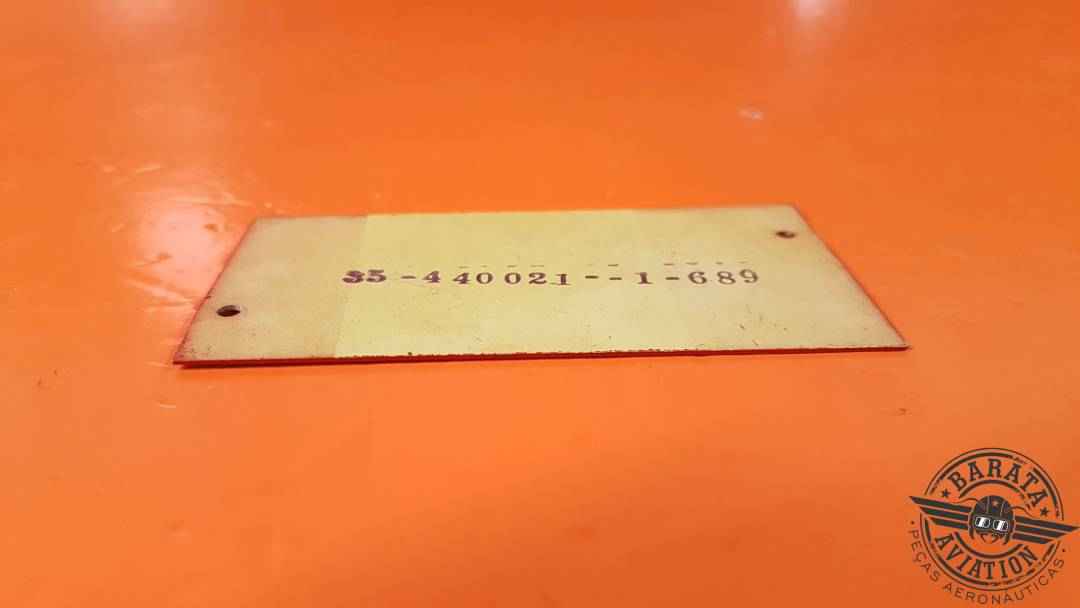 35-440021--1-689
BARATA
AVIATION
PEÇAS AERONÁUTICAS